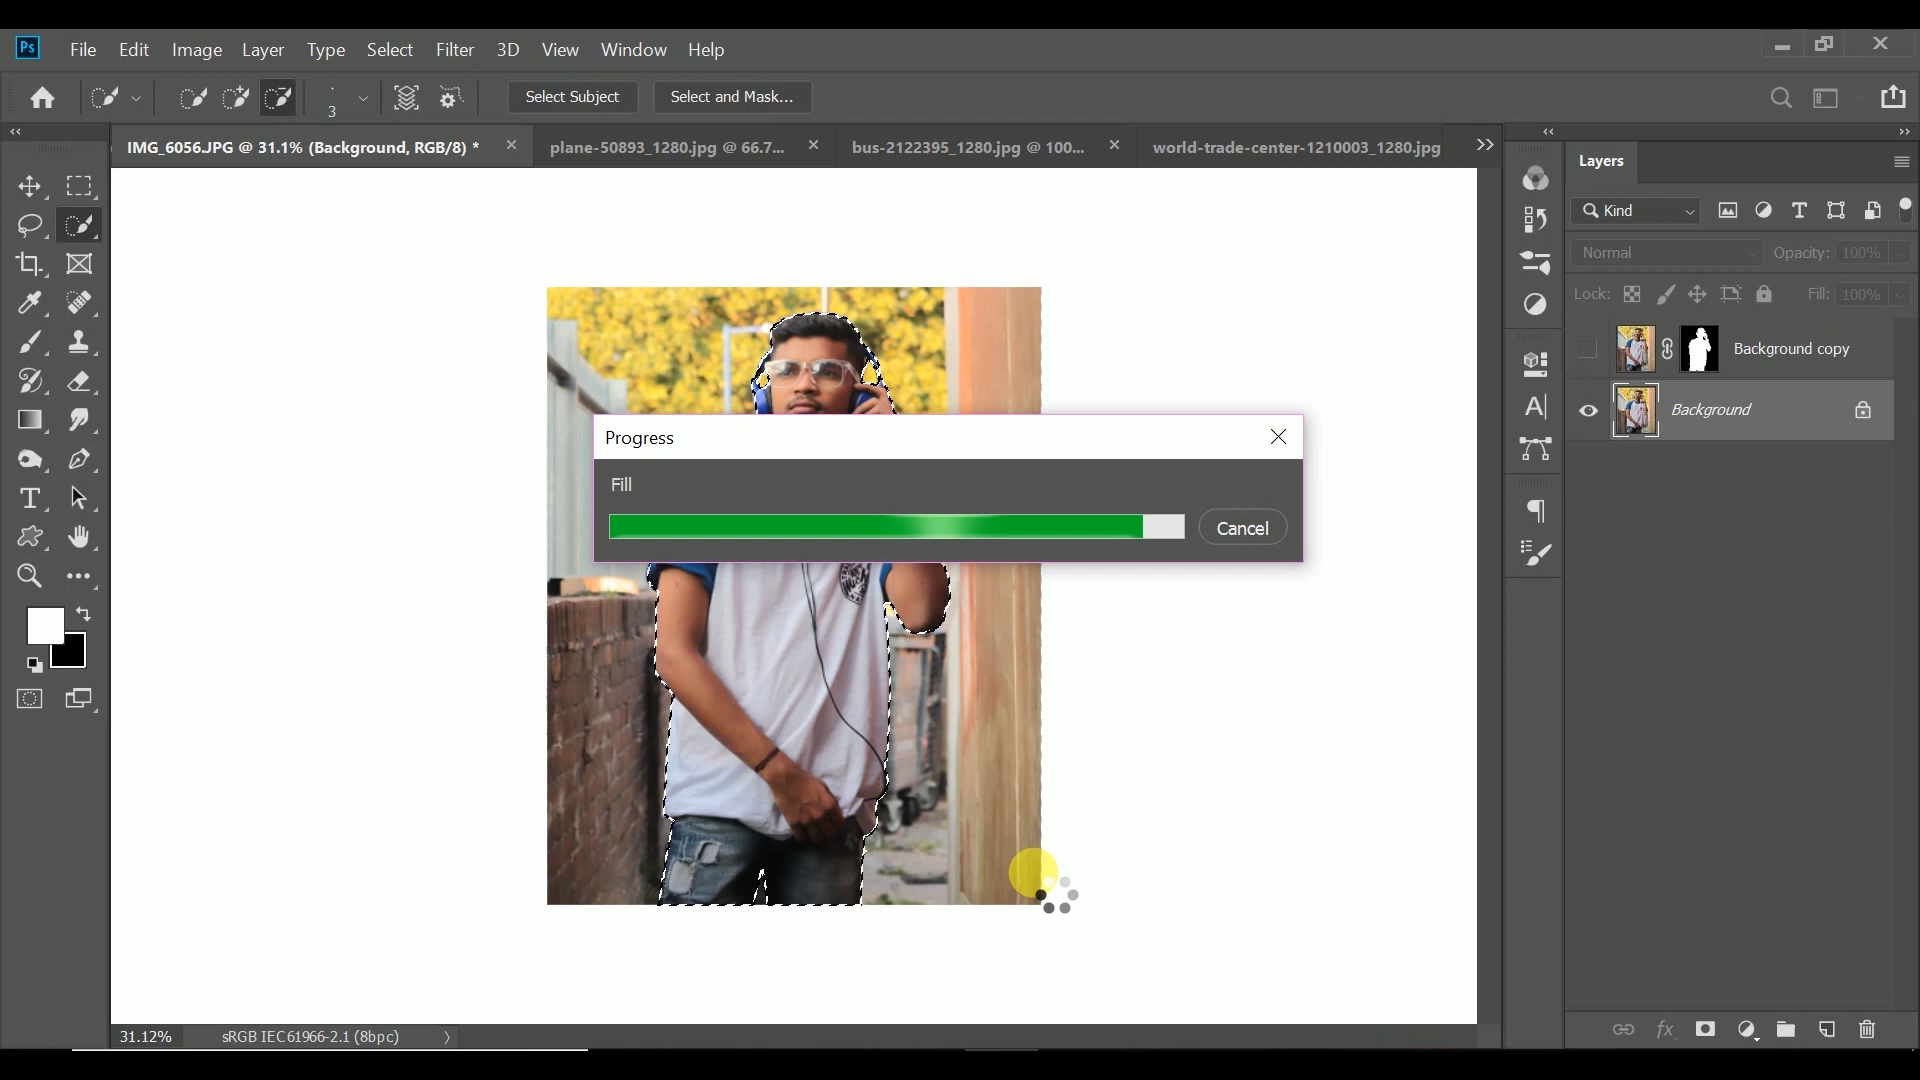 Ps File Edit Image Layer Type Select Filter 3D View Window Help
3 Select Subject Select and Mask...
IMG_6056.JPG @ 31.1% (Background, RGB/8) * plane-50893_1280.jpg @ 66.7... bus-2122395_1280.jpg @ 100... world-trade-center-1210003_1280.jpg
Layers
Kind
Normal Opacity: 100%
Lock: Fill: 100%
Background copy
Background
Progress
Fill
Cancel
31.12% sRGB IEC61966-2.1 (8bpc)